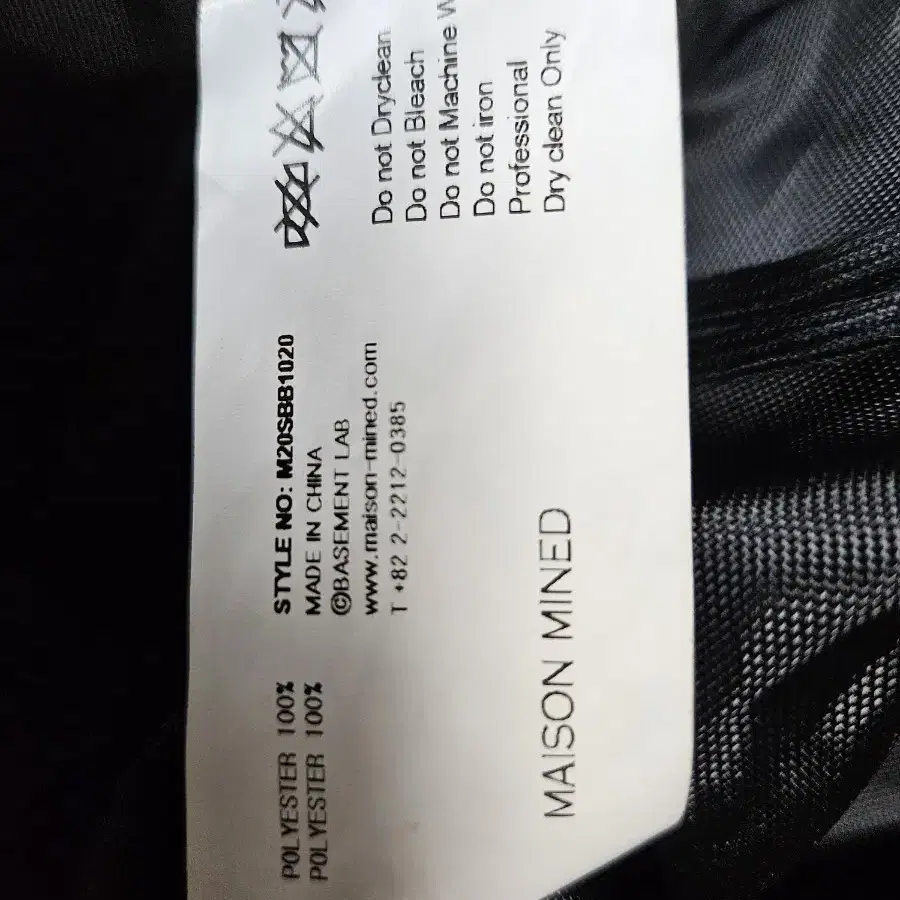 POLYESTER 100%
POLYESTER 100%
STYLE NO: M20SBB1020
MADE IN CHINA
©BASEMENT LAB
www.maison-mined.com
T +82 2-2212-0385
Do not Dryclean
Do not Bleach
Do not Machine W
Do not iron
Professional
Dry clean Only
MAISON MINED